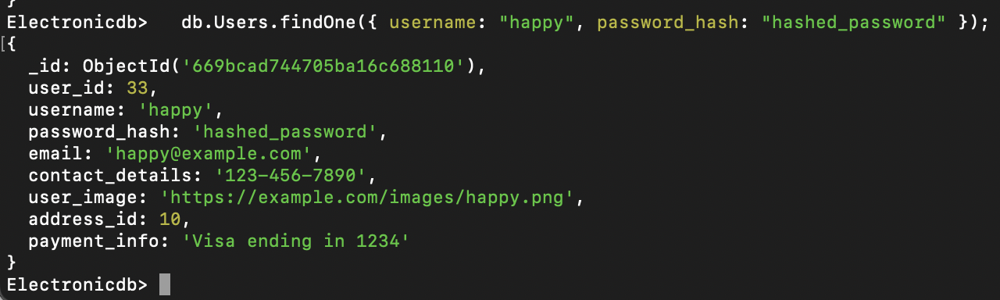 }
Electronicdb>   db.Users.findOne({ username: "happy", password_hash: "hashed_password" });
[{
  _id: ObjectId('669bcad744705ba16c688110'),
  user_id: 33,
  username: 'happy',
  password_hash: 'hashed_password',
  email: 'happy@example.com',
  contact_details: '123-456-7890',
  user_image: 'https://example.com/images/happy.png',
  address_id: 10,
  payment_info: 'Visa ending in 1234'
}
Electronicdb>